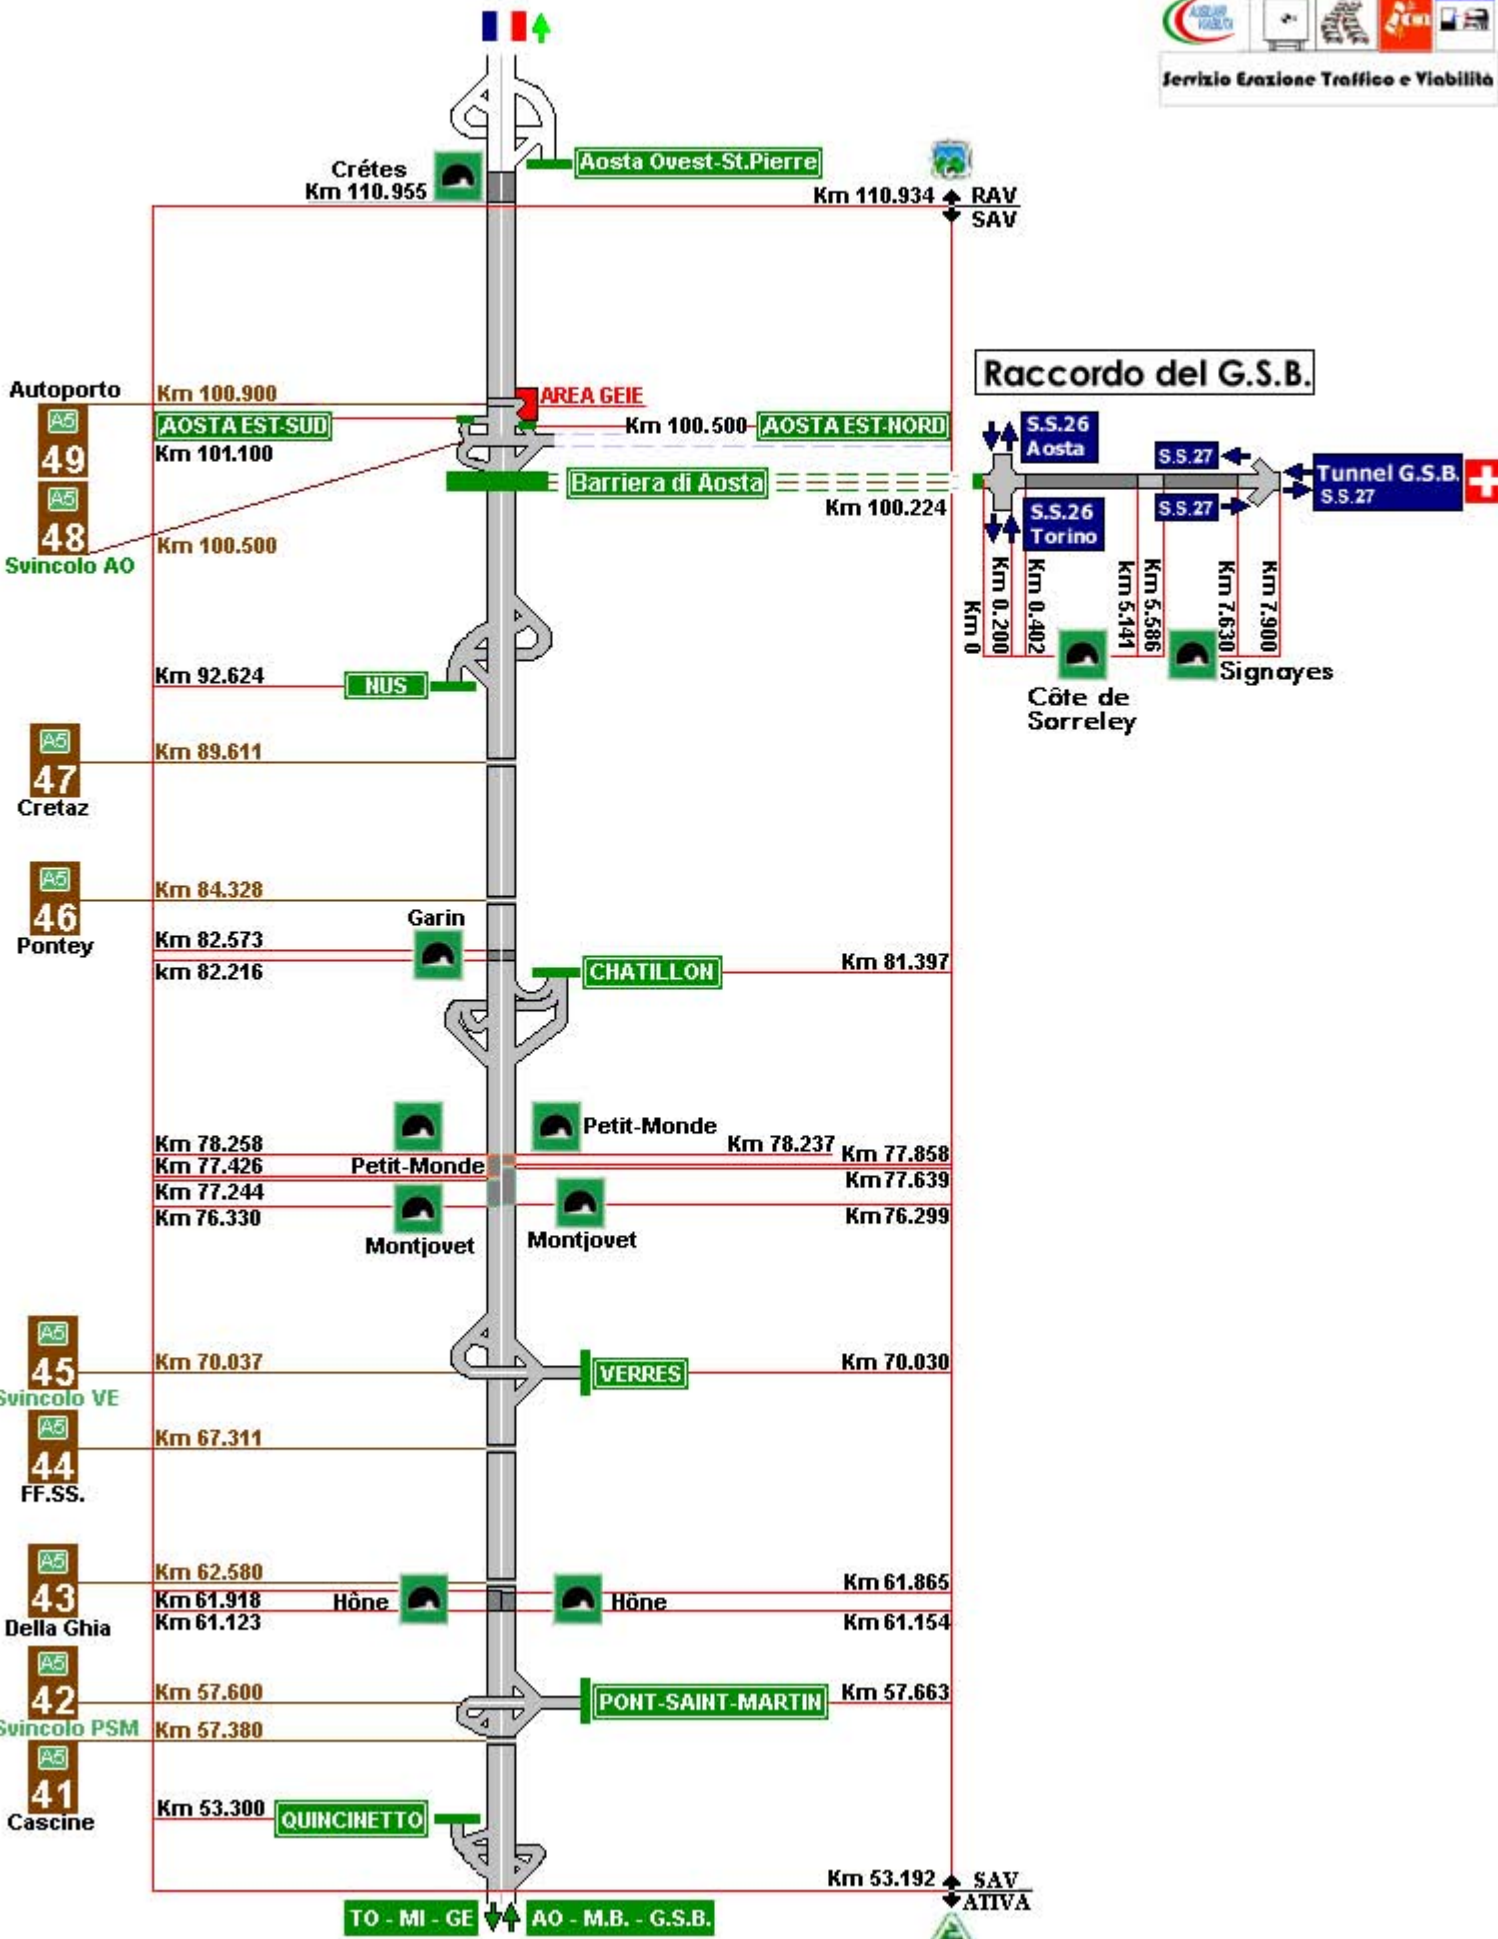 AUSILIARI
VIABILITÀ
Servizio Esazione Traffico e Viabilità
Aosta Ovest-St.Pierre
Crétes
Km 110.955
Km 110.934
RAV
SAV
Raccordo del G.S.B.
Autoporto
A5
49
Km 100.900
AREA GEIE
AOSTA EST-SUD
Km 100.500
AOSTA EST-NORD
Km 101.100
S.S.26
Aosta
S.S.27
Tunnel G.S.B.
S.S.27
A5
48
Svincolo AO
Barriera di Aosta
Km 100.224
S.S.26
Torino
S.S.27
Km 100.500
Km 0
Km 0.200
Km 0.402
km 5.141
Km 5.586
Km 7.630
Km 7.900
Côte de
Sorreley
Signayes
Km 92.624
NUS
A5
47
Cretaz
Km 89.611
A5
46
Pontey
Km 84.328
Garin
Km 82.573
km 82.216
CHATILLON
Km 81.397
Petit-Monde
Km 78.258
Km 78.237
Km 77.858
Km 77.426
Petit-Monde
Km 77.639
Km 77.244
Km 76.330
Km 76.299
Montjovet
Montjovet
A5
45
Svincolo VE
Km 70.037
VERRES
Km 70.030
A5
44
FF.SS.
Km 67.311
A5
43
Della Ghia
Km 62.580
Km 61.865
Km 61.918
Hône
Hône
Km 61.123
Km 61.154
A5
42
Svincolo PSM
Km 57.600
PONT-SAINT-MARTIN
Km 57.663
Km 57.380
A5
41
Cascine
Km 53.300
QUINCINETTO
Km 53.192
SAV
ATIVA
TO - MI - GE
AO - M.B. - G.S.B.